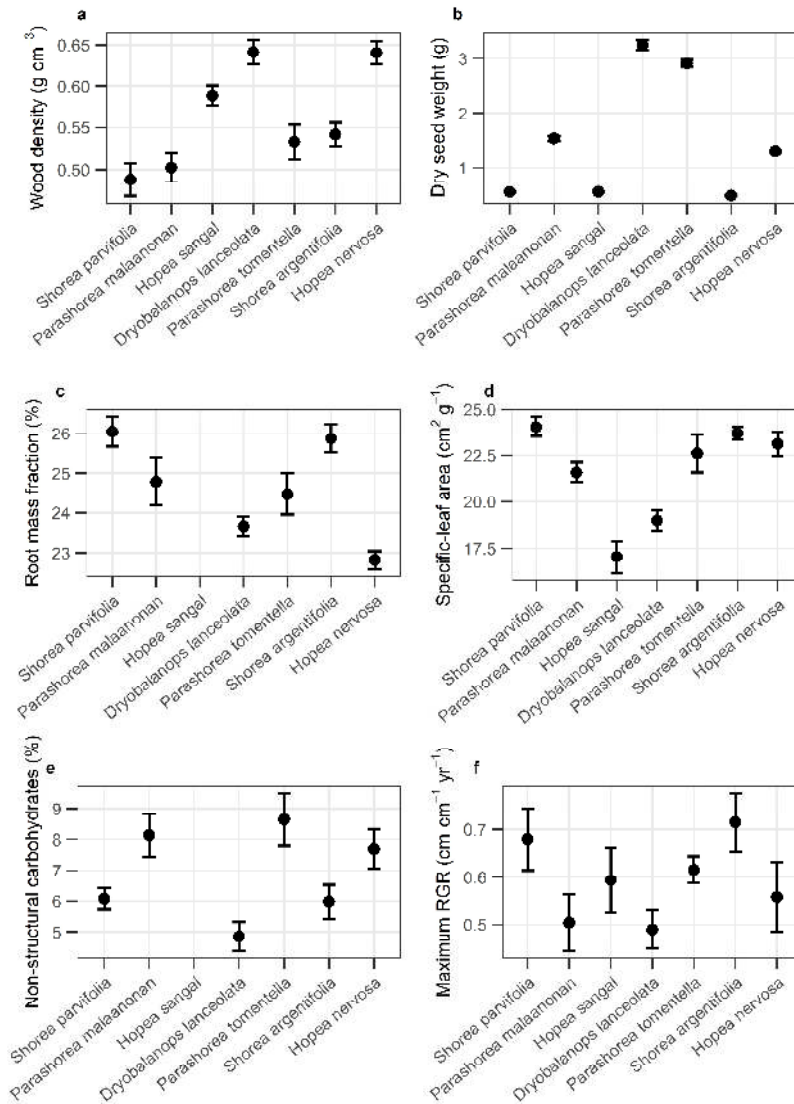 a
Wood density (g cm⁻³)
0.65
0.60
0.55
0.50
Shorea parvifolia
Parashorea malaanonan
Hopea sangal
Dryobalanops lanceolata
Parashorea tomentella
Shorea argentifolia
Hopea nervosa
b
Dry seed weight (g)
3
2
1
Shorea parvifolia
Parashorea malaanonan
Hopea sangal
Dryobalanops lanceolata
Parashorea tomentella
Shorea argentifolia
Hopea nervosa
c
Root mass fraction (%)
26
25
24
23
Shorea parvifolia
Parashorea malaanonan
Hopea sangal
Dryobalanops lanceolata
Parashorea tomentella
Shorea argentifolia
Hopea nervosa
d
Specific-leaf area (cm² g⁻¹)
25.0
22.5
20.0
17.5
Shorea parvifolia
Parashorea malaanonan
Hopea sangal
Dryobalanops lanceolata
Parashorea tomentella
Shorea argentifolia
Hopea nervosa
e
Non-structural carbohydrates (%)
9
8
7
6
5
Shorea parvifolia
Parashorea malaanonan
Hopea sangal
Dryobalanops lanceolata
Parashorea tomentella
Shorea argentifolia
Hopea nervosa
f
Maximum RGR (cm cm⁻¹ yr⁻¹)
0.7
0.6
0.5
Shorea parvifolia
Parashorea malaanonan
Hopea sangal
Dryobalanops lanceolata
Parashorea tomentella
Shorea argentifolia
Hopea nervosa